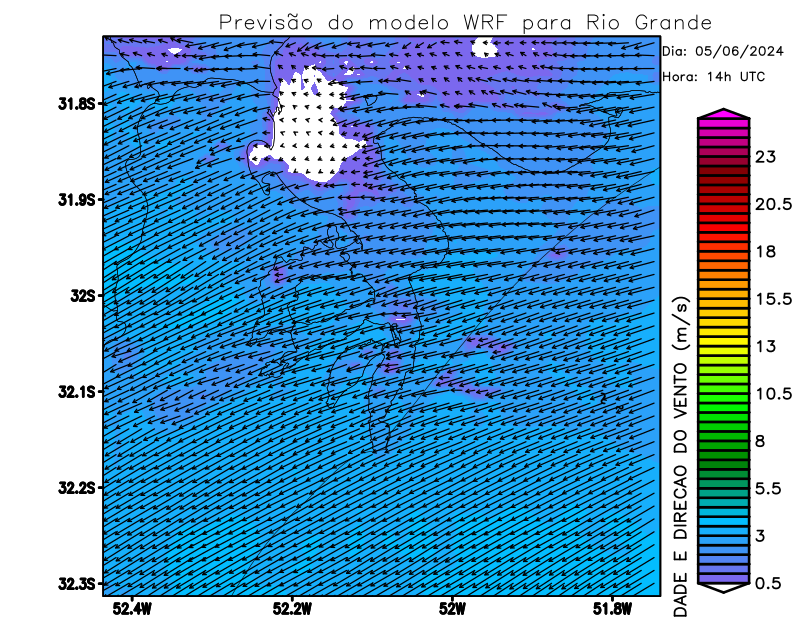 Previsão do modelo WRF para Rio Grande
Dia: 05/06/2024
Hora: 14h UTC
31.8S
31.9S
32S
32.1S
32.2S
32.3S
52.4W
52.2W
52W
51.8W
DADE E DIRECAO DO VENTO (m/s)
23
20.5
18
15.5
13
10.5
8
5.5
3
0.5